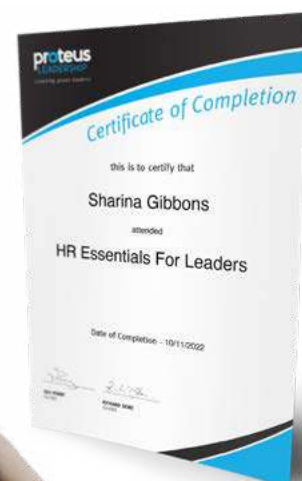 proteus
LEADERSHIP
Certificate of Completion
this is to certify that
Sharina Gibbons
attended
HR Essentials For Leaders
Date of Completion - 10/11/2022